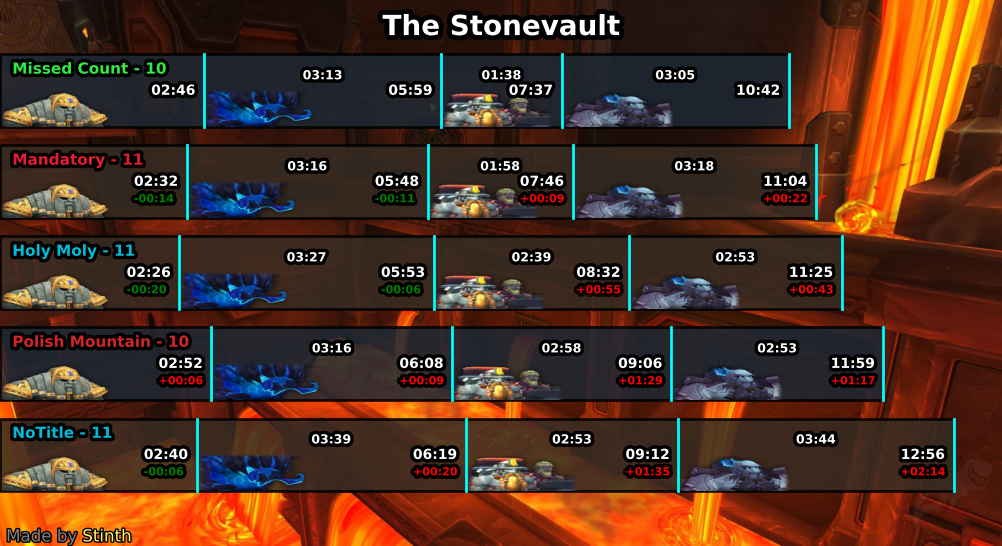 The Stonevault
Missed Count - 10
03:13 01:38 03:05
02:46 05:59 07:37 10:42
Mandatory - 11
03:16 01:58 03:18
02:32 05:48 07:46 11:04
-00:14 -00:11 +00:09 +00:22
Holy Moly - 11
03:27 02:39 02:53
02:26 05:53 08:32 11:25
-00:20 -00:06 +00:55 +00:43
Polish Mountain - 10
03:16 02:58 02:53
02:52 06:08 09:06 11:59
+00:06 +00:09 +01:29 +01:17
NoTitle - 11
03:39 02:53 03:44
02:40 06:19 09:12 12:56
-00:06 +00:20 +01:35 +02:14
Made by Stinth